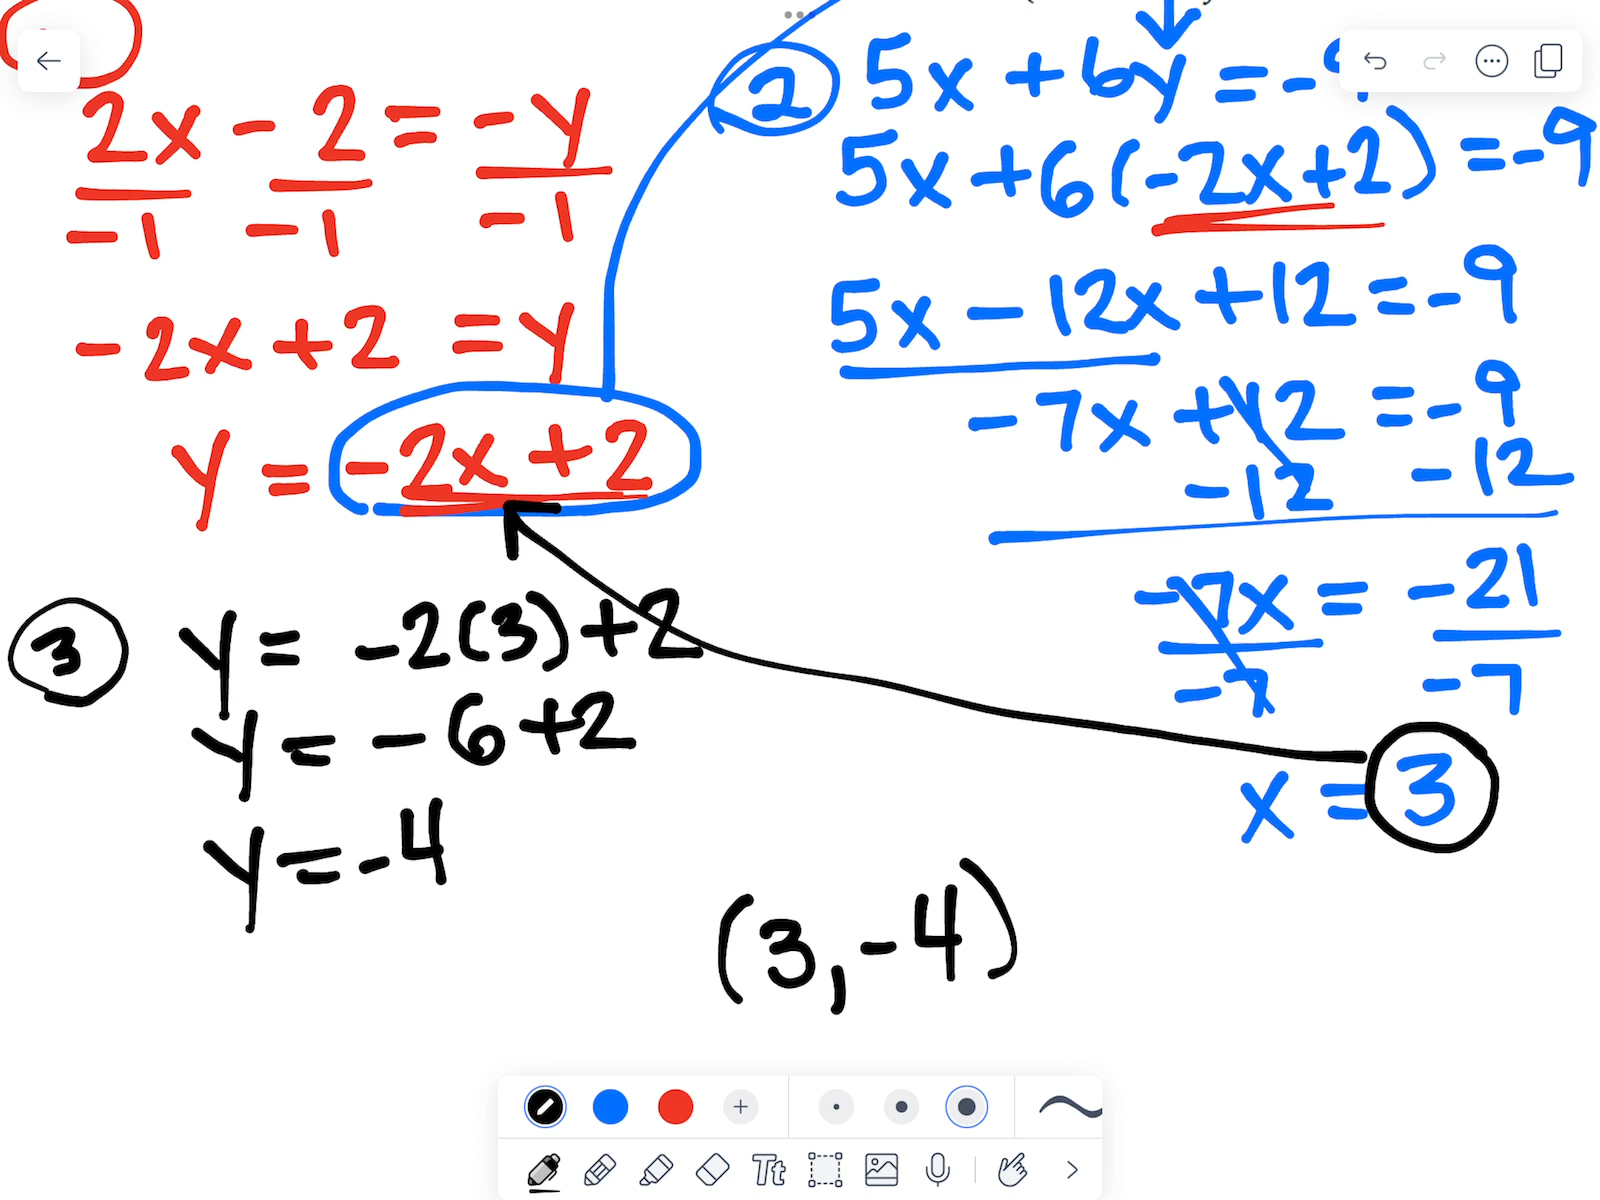 2x - 2 = -y
-1 -1 -1
-2x + 2 = y
y = -2x + 2
2
5x + 6y = -9
5x + 6(-2x+2) = -9
5x - 12x + 12 = -9
-7x + 12 = -9
-12 -12
-7x = -21
-7 -7
x = 3
3
y = -2(3) + 2
y = -6 + 2
y = -4
(3, -4)
Tt